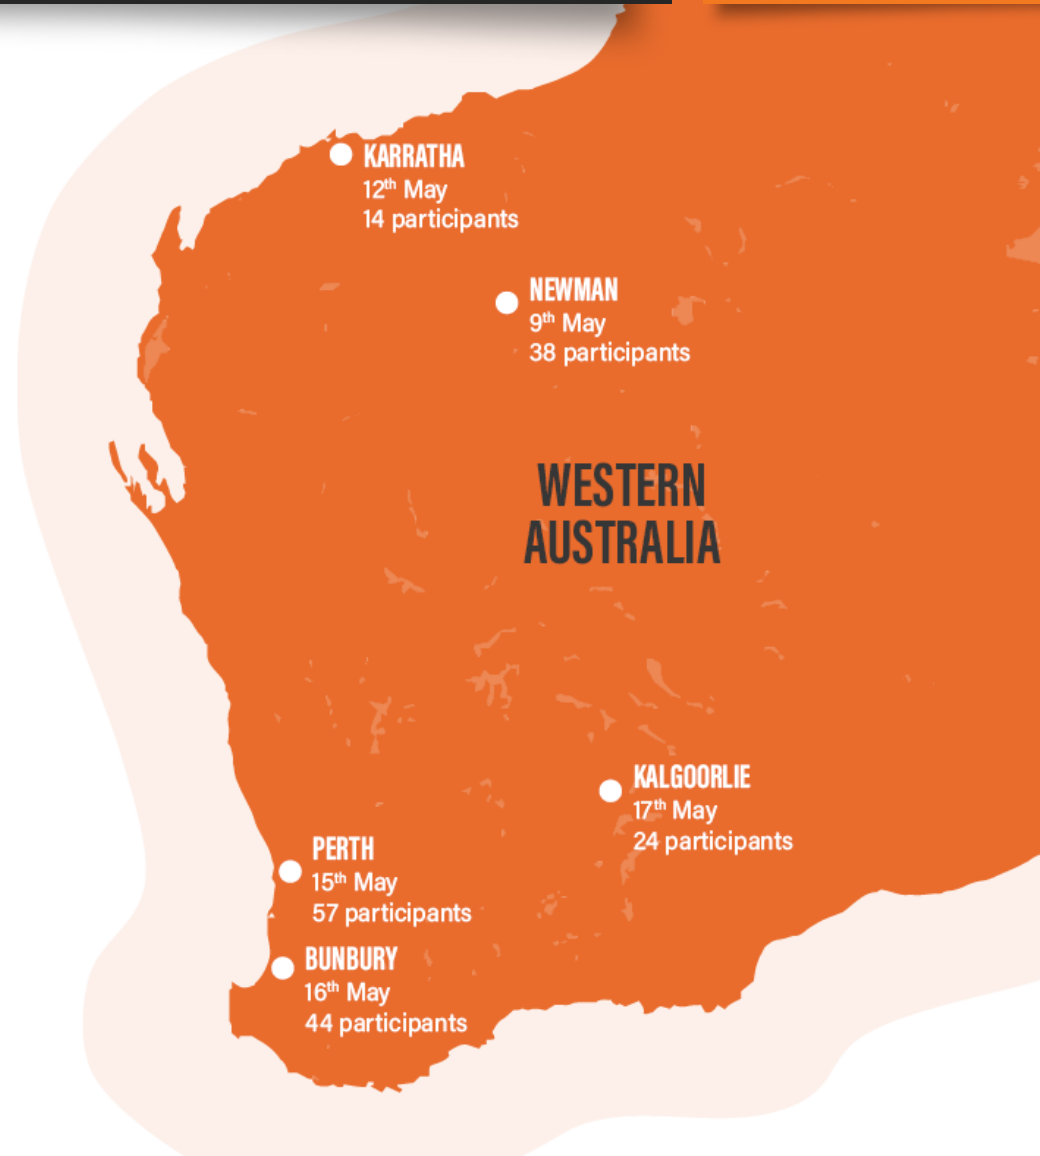 KARRATHA
12th May
14 participants
NEWMAN
9th May
38 participants
WESTERN
AUSTRALIA
KALGOORLIE
17th May
24 participants
PERTH
15th May
57 participants
BUNBURY
16th May
44 participants